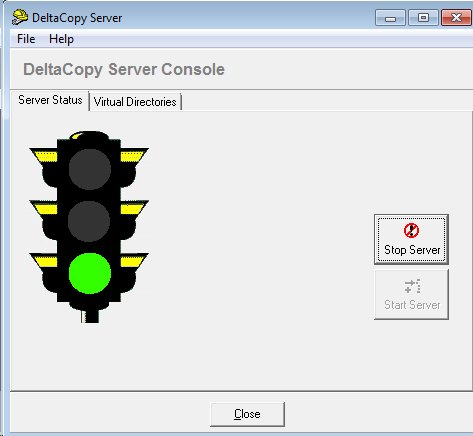 DeltaCopy Server
File Help
DeltaCopy Server Console
Server Status Virtual Directories
Stop Server
Start Server
Close